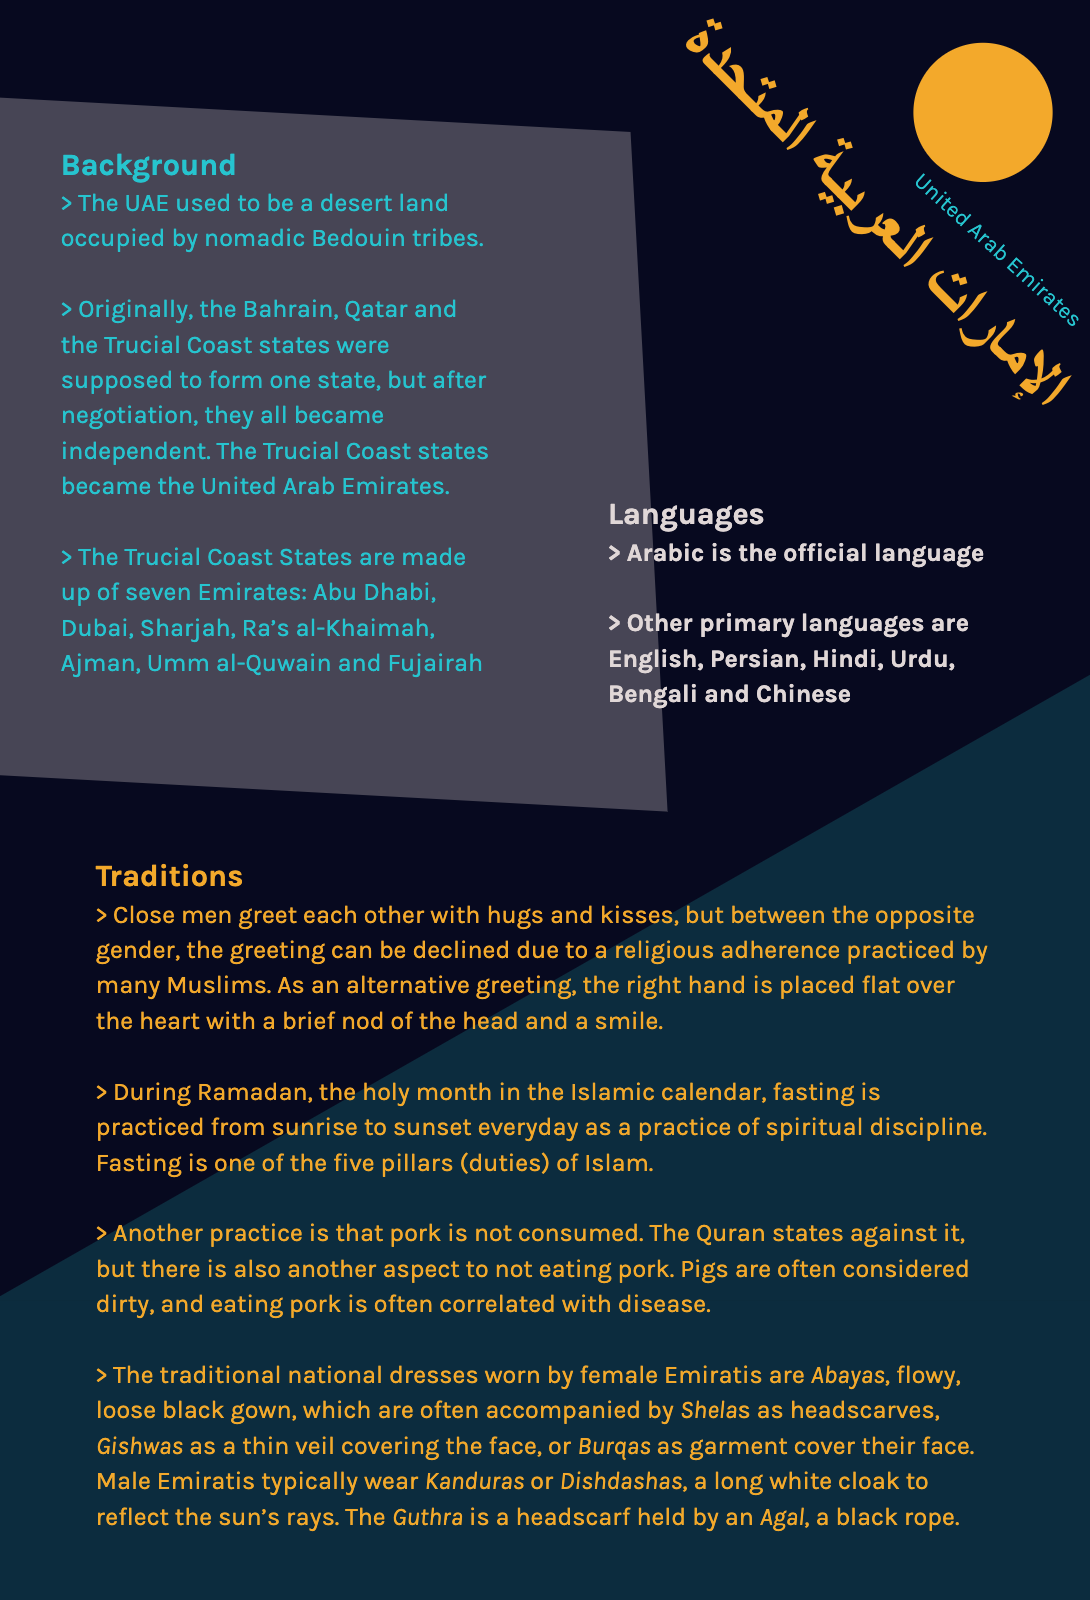 الإمارات العربية المتحدة
United Arab Emirates
Background
> The UAE used to be a desert land
occupied by nomadic Bedouin tribes.
> Originally, the Bahrain, Qatar and
the Trucial Coast states were
supposed to form one state, but after
negotiation, they all became
independent. The Trucial Coast states
became the United Arab Emirates.
> The Trucial Coast States are made
up of seven Emirates: Abu Dhabi,
Dubai, Sharjah, Ra’s al-Khaimah,
Ajman, Umm al-Quwain and Fujairah
Languages
> Arabic is the official language
> Other primary languages are
English, Persian, Hindi, Urdu,
Bengali and Chinese
Traditions
> Close men greet each other with hugs and kisses, but between the opposite
gender, the greeting can be declined due to a religious adherence practiced by
many Muslims. As an alternative greeting, the right hand is placed flat over
the heart with a brief nod of the head and a smile.
> During Ramadan, the holy month in the Islamic calendar, fasting is
practiced from sunrise to sunset everyday as a practice of spiritual discipline.
Fasting is one of the five pillars (duties) of Islam.
> Another practice is that pork is not consumed. The Quran states against it,
but there is also another aspect to not eating pork. Pigs are often considered
dirty, and eating pork is often correlated with disease.
> The traditional national dresses worn by female Emiratis are Abayas, flowy,
loose black gown, which are often accompanied by Shelas as headscarves,
Gishwas as a thin veil covering the face, or Burqas as garment cover their face.
Male Emiratis typically wear Kanduras or Dishdashas, a long white cloak to
reflect the sun’s rays. The Guthra is a headscarf held by an Agal, a black rope.